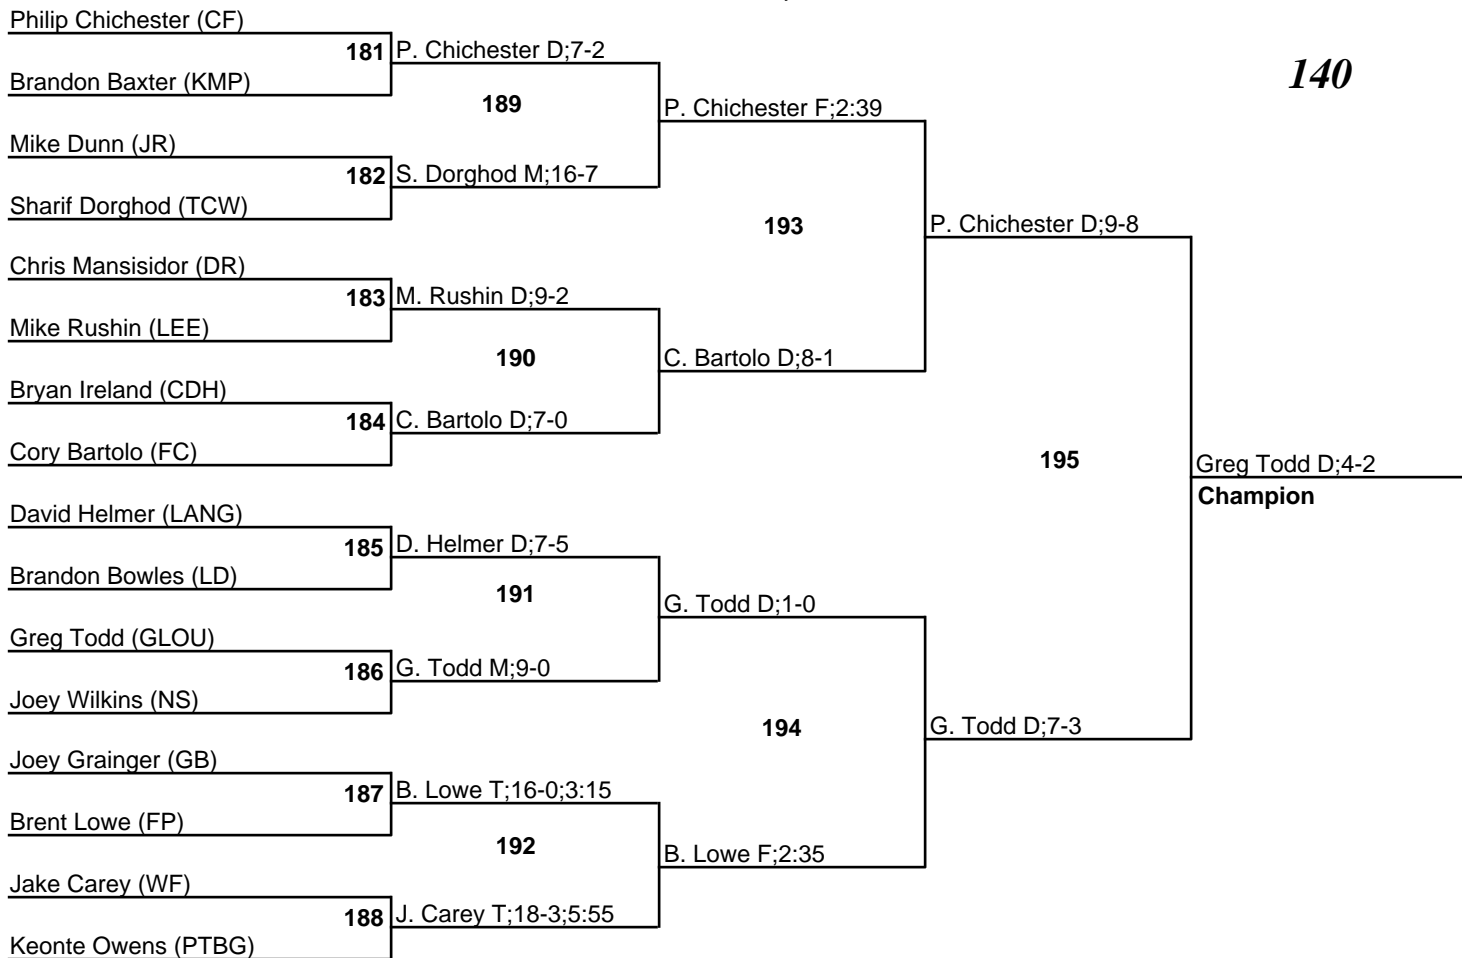 Philip Chichester (CF)
181 P. Chichester D;7-2
140
Brandon Baxter (KMP)
189
P. Chichester F;2:39
Mike Dunn (JR)
182 S. Dorghod M;16-7
Sharif Dorghod (TCW)
193
P. Chichester D;9-8
Chris Mansisidor (DR)
183 M. Rushin D;9-2
Mike Rushin (LEE)
190
C. Bartolo D;8-1
Bryan Ireland (CDH)
184 C. Bartolo D;7-0
Cory Bartolo (FC)
195
Greg Todd D;4-2
Champion
David Helmer (LANG)
185 D. Helmer D;7-5
Brandon Bowles (LD)
191
G. Todd D;1-0
Greg Todd (GLOU)
186 G. Todd M;9-0
Joey Wilkins (NS)
194
G. Todd D;7-3
Joey Grainger (GB)
187 B. Lowe T;16-0;3:15
Brent Lowe (FP)
192
B. Lowe F;2:35
Jake Carey (WF)
188 J. Carey T;18-3;5:55
Keonte Owens (PTBG)